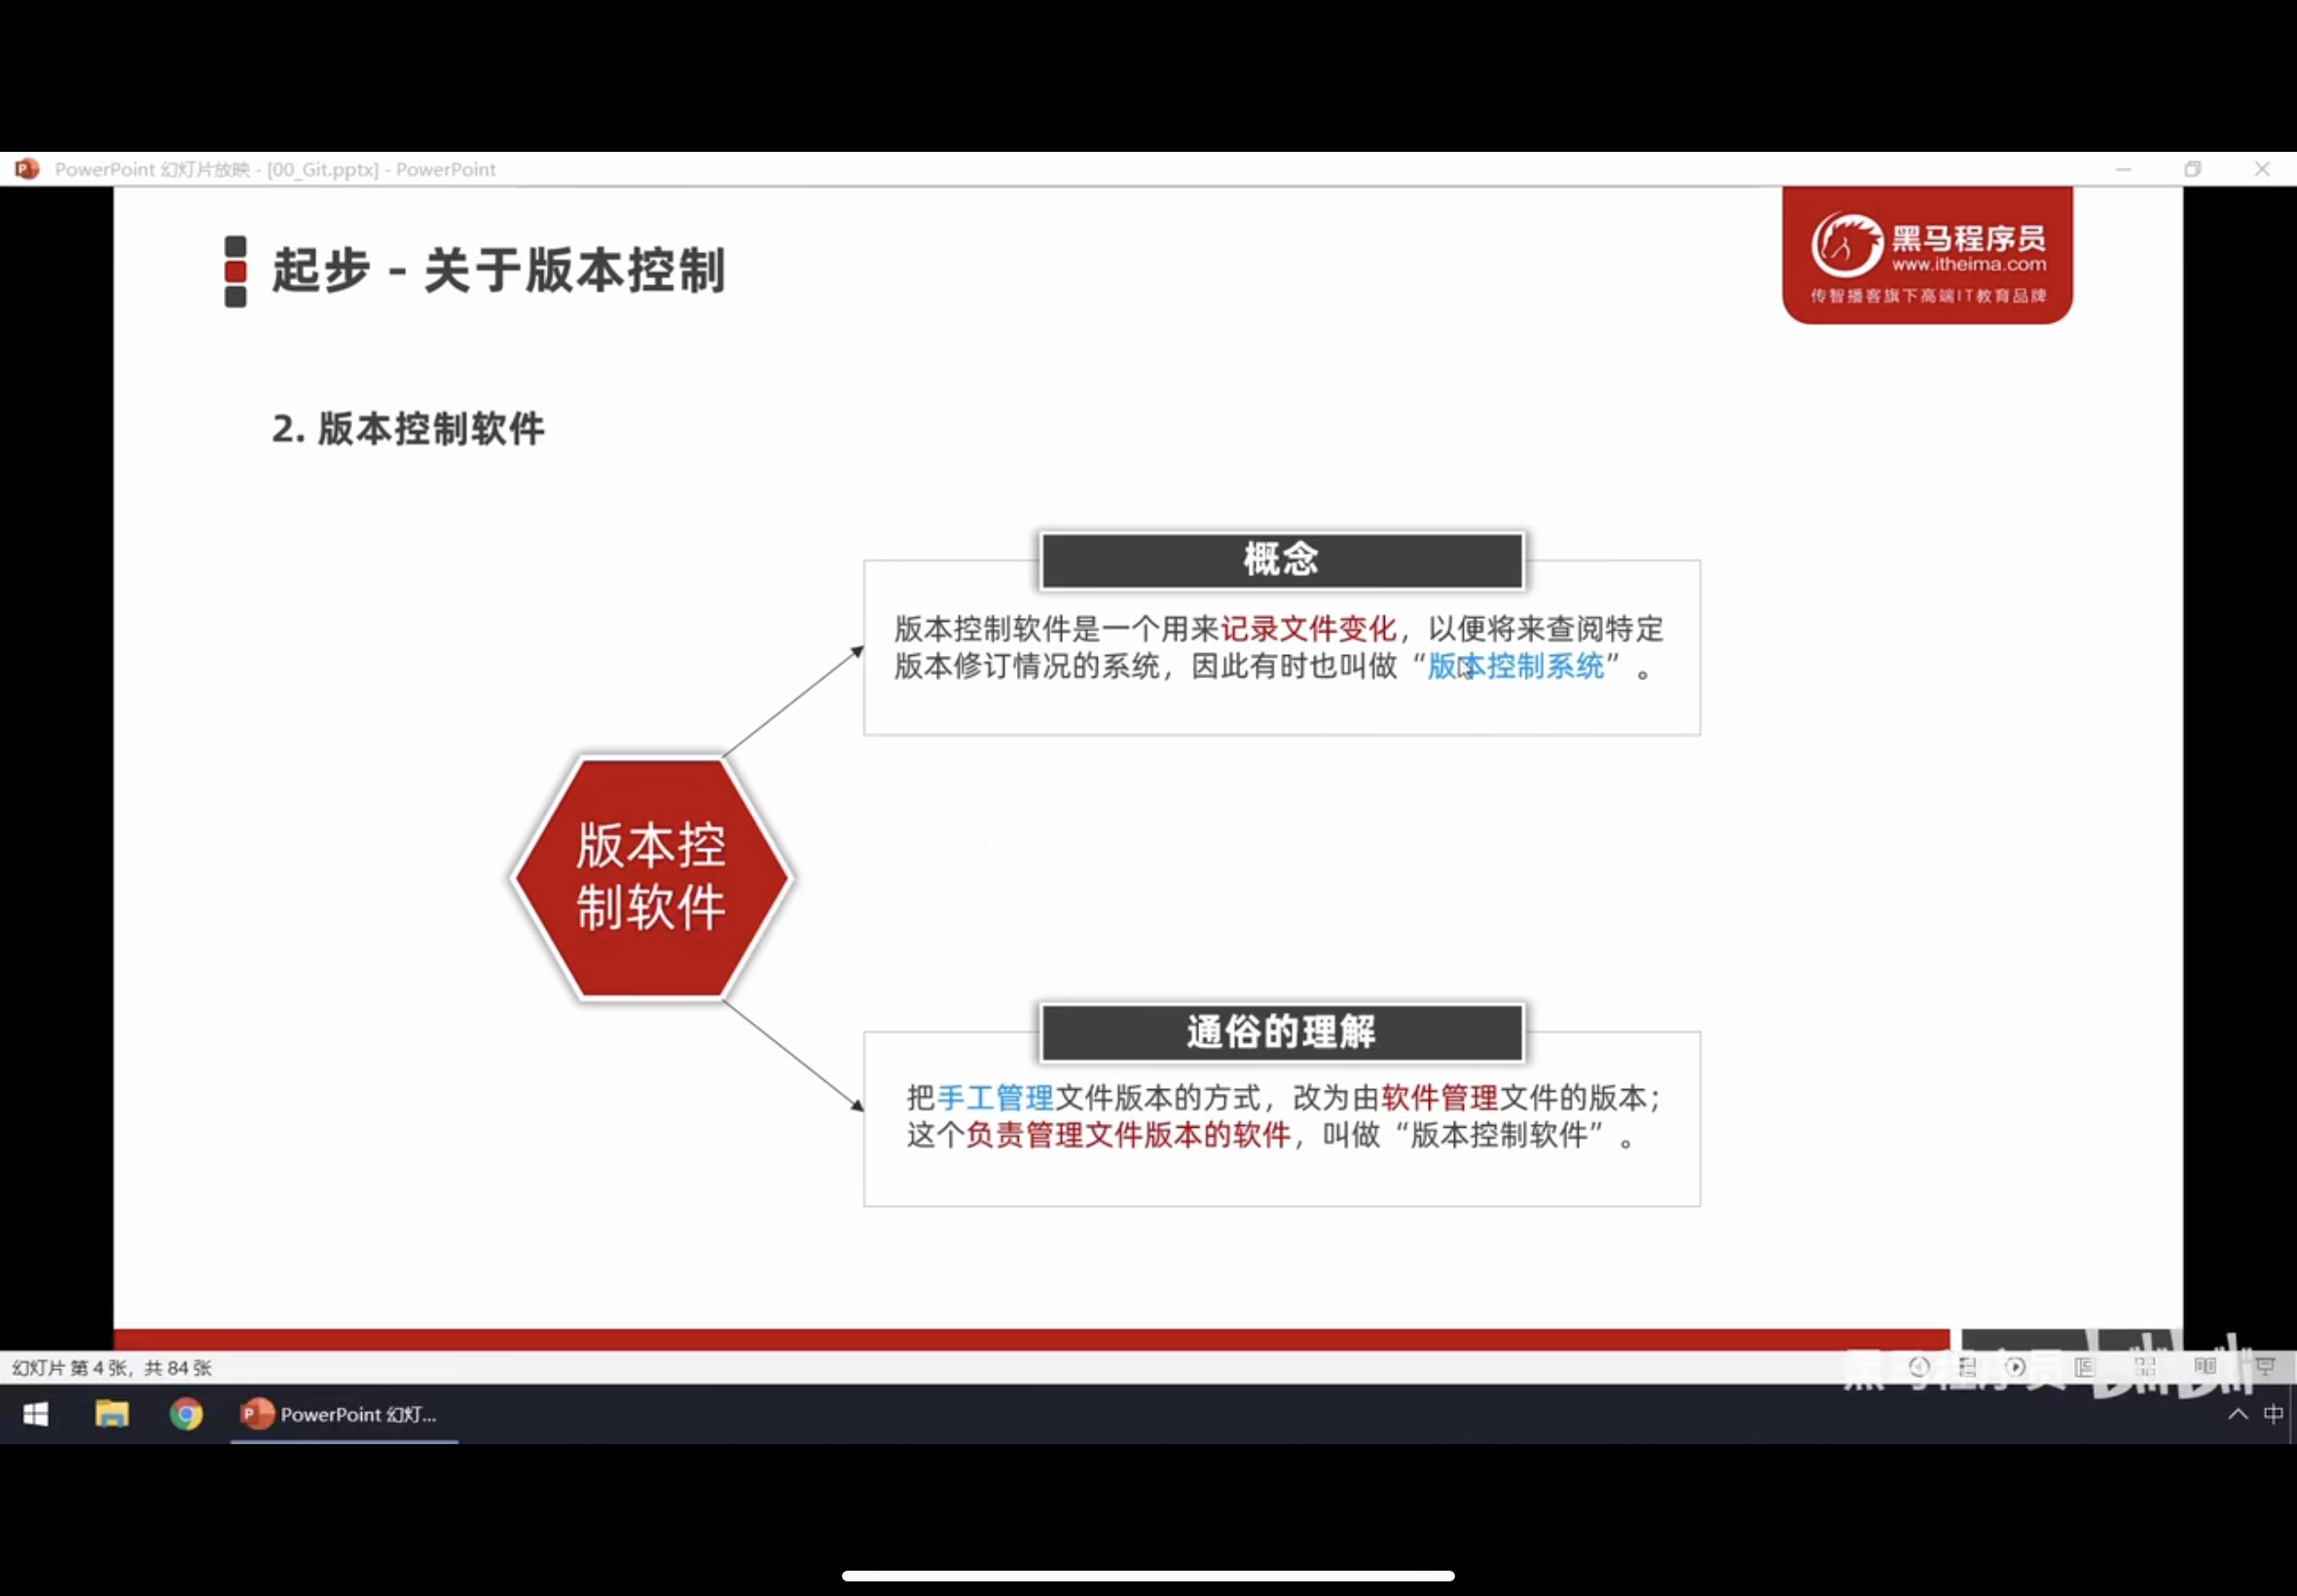 PowerPoint 幻灯片放映 - [00_Git.pptx] - PowerPoint
起步 - 关于版本控制
黑马程序员
www.itheima.com
传智播客旗下高端IT教育品牌
2. 版本控制软件
概念
版本控制软件是一个用来记录文件变化，以便将来查阅特定
版本修订情况的系统，因此有时也叫做“版本控制系统”。
版本控
制软件
通俗的理解
把手工管理文件版本的方式，改为由软件管理文件的版本；
这个负责管理文件版本的软件，叫做“版本控制软件”。
幻灯片 第 4 张，共 84 张
黑马程序员 bilibili
PowerPoint 幻灯...
中